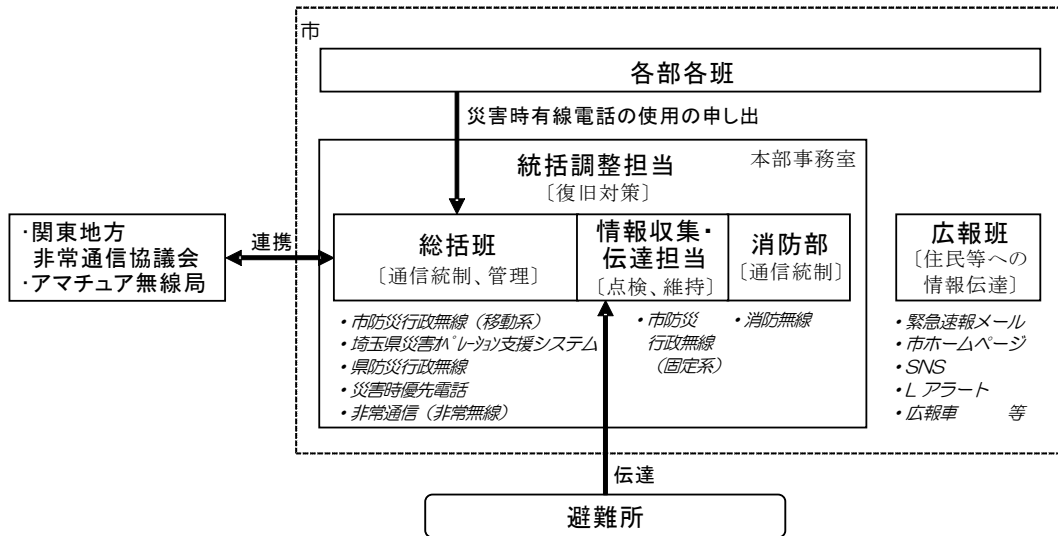 市
各部各班
災害時有線電話の使用の申し出
本部事務室
統括調整担当
〔復旧対策〕
・関東地方
非常通信協議会
・アマチュア無線局
連携
総括班
〔通信統制、管理〕
情報収集・
伝達担当
〔点検、維持〕
消防部
〔通信統制〕
広報班
〔住民等への
情報伝達〕
・市防災行政無線（移動系）
・埼玉県災害ｵﾍﾟﾚｰｼｮﾝ支援システム
・県防災行政無線
・災害時優先電話
・非常通信（非常無線）
・市防災
行政無線
（固定系）
・消防無線
・緊急速報メール
・市ホームページ
・SNS
・L アラート
・広報車　　等
伝達
避難所